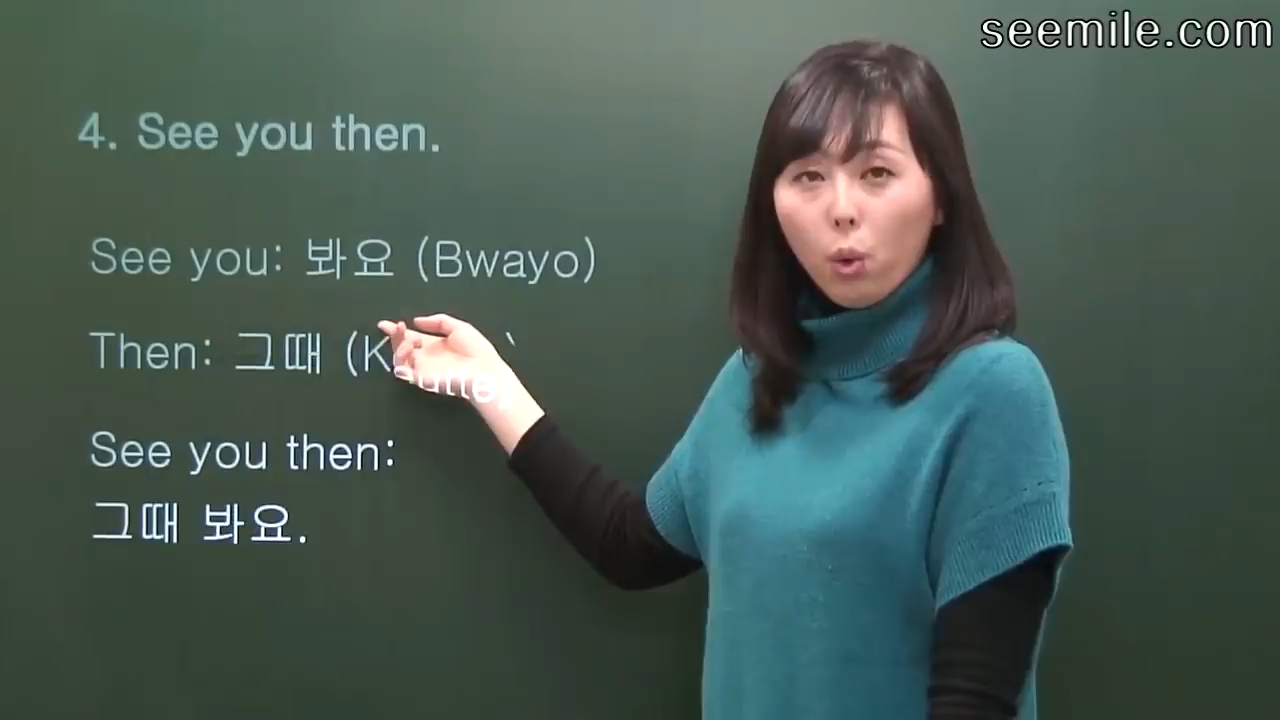 seemile.com
4. See you then.
See you: 봐요 (Bwayo)
Then: 그때
See you then:
그때 봐요.